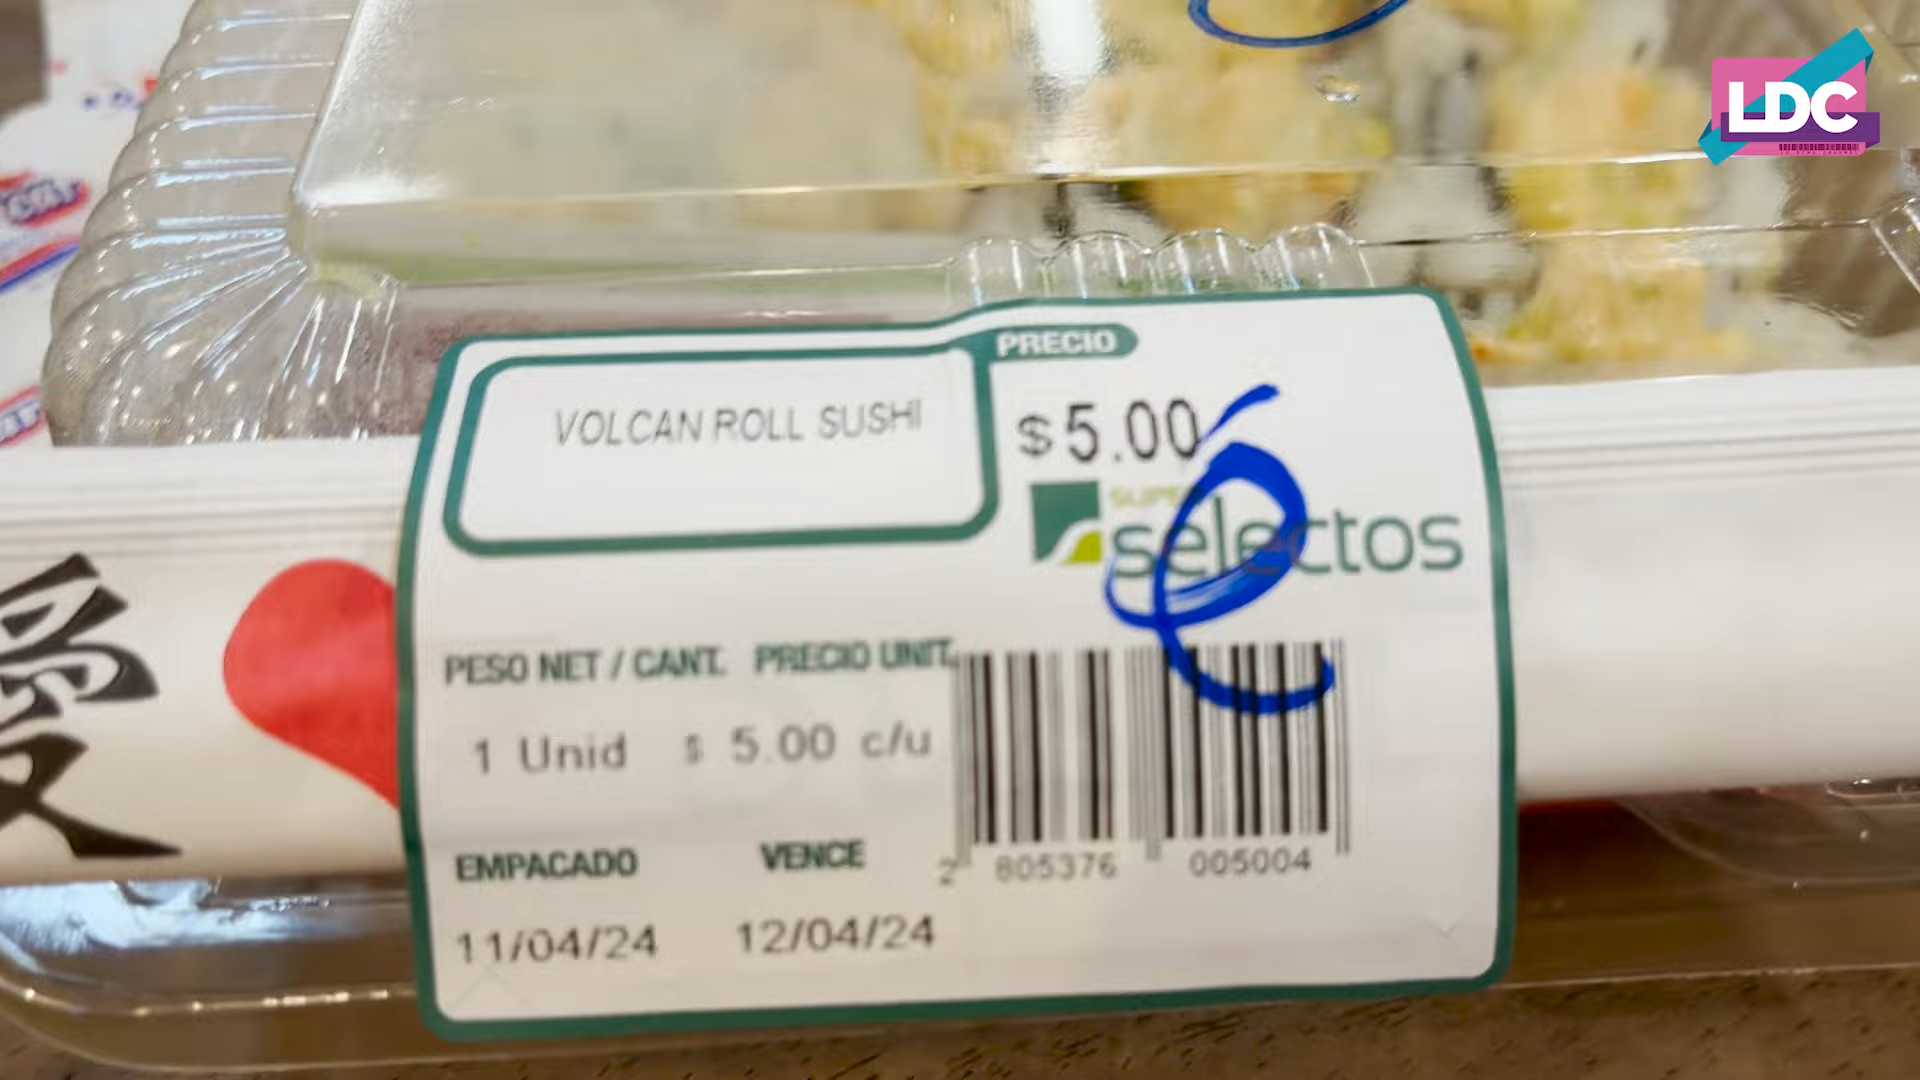 LDC
PRECIO
VOLCAN ROLL SUSHI
$5.00
SUPER
selectos
PESO NET / CANT. PRECIO UNIT.
1 Unid $ 5.00 c/u
EMPACADO VENCE
2 805376 005004
11/04/24 12/04/24